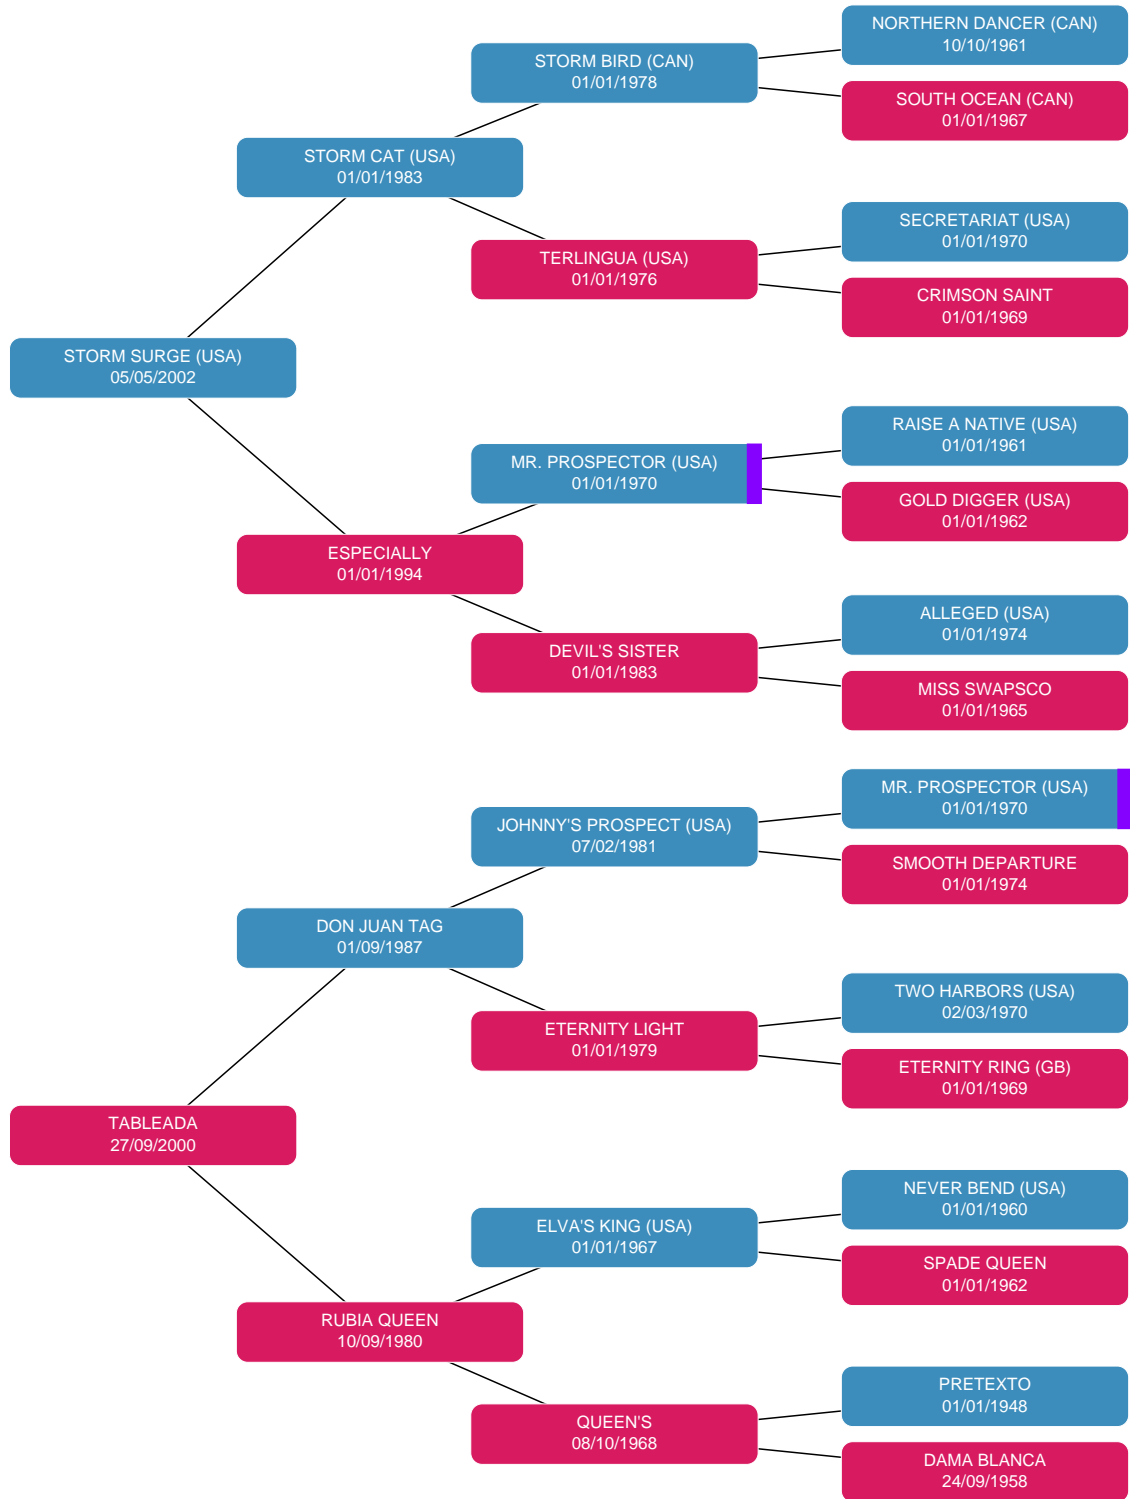 NORTHERN DANCER (CAN)
10/10/1961
STORM BIRD (CAN)
01/01/1978
SOUTH OCEAN (CAN)
01/01/1967
STORM CAT (USA)
01/01/1983
SECRETARIAT (USA)
01/01/1970
TERLINGUA (USA)
01/01/1976
CRIMSON SAINT
01/01/1969
STORM SURGE (USA)
05/05/2002
RAISE A NATIVE (USA)
01/01/1961
MR. PROSPECTOR (USA)
01/01/1970
GOLD DIGGER (USA)
01/01/1962
ESPECIALLY
01/01/1994
ALLEGED (USA)
01/01/1974
DEVIL'S SISTER
01/01/1983
MISS SWAPSCO
01/01/1965
MR. PROSPECTOR (USA)
01/01/1970
JOHNNY'S PROSPECT (USA)
07/02/1981
SMOOTH DEPARTURE
01/01/1974
DON JUAN TAG
01/09/1987
TWO HARBORS (USA)
02/03/1970
ETERNITY LIGHT
01/01/1979
ETERNITY RING (GB)
01/01/1969
TABLEADA
27/09/2000
NEVER BEND (USA)
01/01/1960
ELVA'S KING (USA)
01/01/1967
SPADE QUEEN
01/01/1962
RUBIA QUEEN
10/09/1980
PRETEXTO
01/01/1948
QUEEN'S
08/10/1968
DAMA BLANCA
24/09/1958